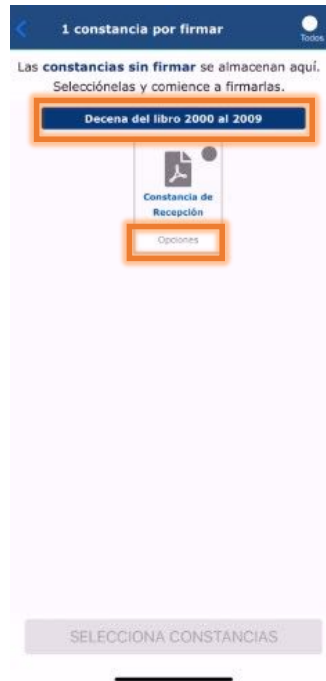 1 constancia por firmar
Todos
Las constancias sin firmar se almacenan aquí.
Selecciónelas y comience a firmarlas.
Decena del libro 2000 al 2009
Constancia de
Recepción
Opciones
SELECCIONA CONSTANCIAS